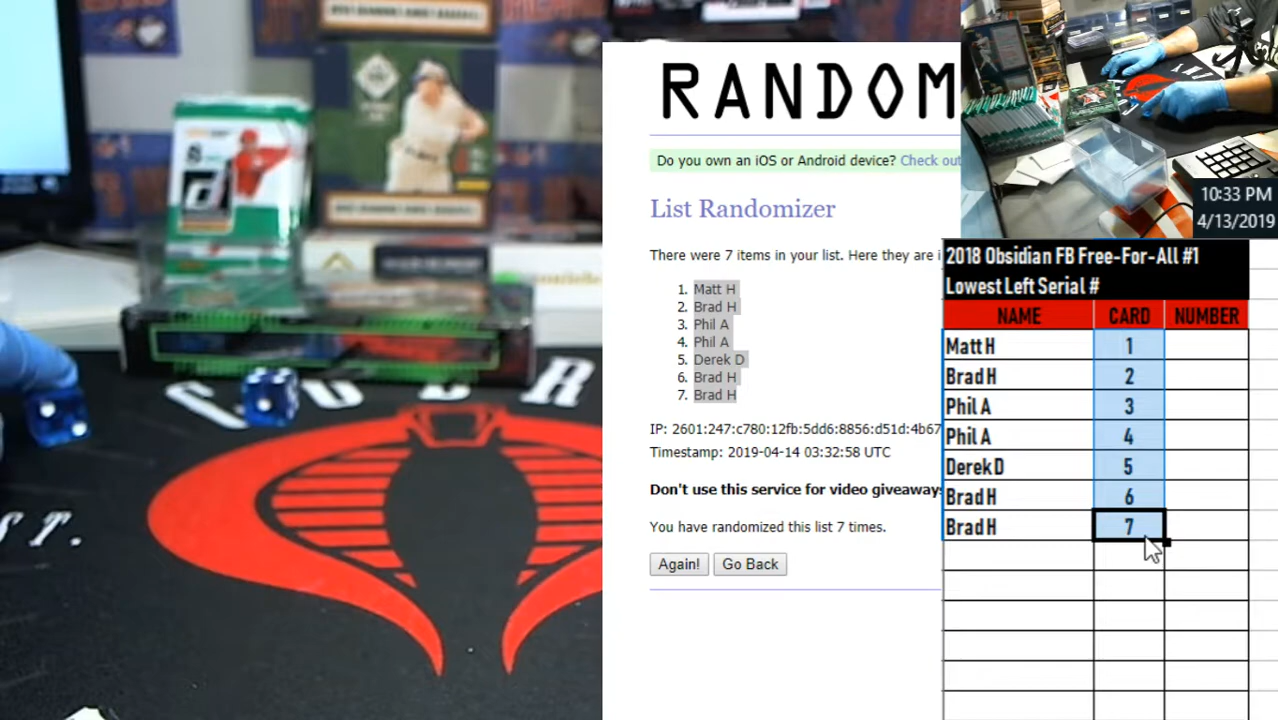 RANDOM
Do you own an iOS or Android device? Check out
List Randomizer
There were 7 items in your list. Here they are i
1. Matt H
2. Brad H
3. Phil A
4. Phil A
5. Derek D
6. Brad H
7. Brad H
IP: 2601:247:c780:12fb:5dd6:8856:d51d:4b67
Timestamp: 2019-04-14 03:32:58 UTC
Don't use this service for video giveaways
You have randomized this list 7 times.
Again! Go Back
10:33 PM
4/13/2019
2018 Obsidian FB Free-For-All #1
Lowest Left Serial #
NAME CARD NUMBER
Matt H 1
Brad H 2
Phil A 3
Phil A 4
Derek D 5
Brad H 6
Brad H 7
ST.